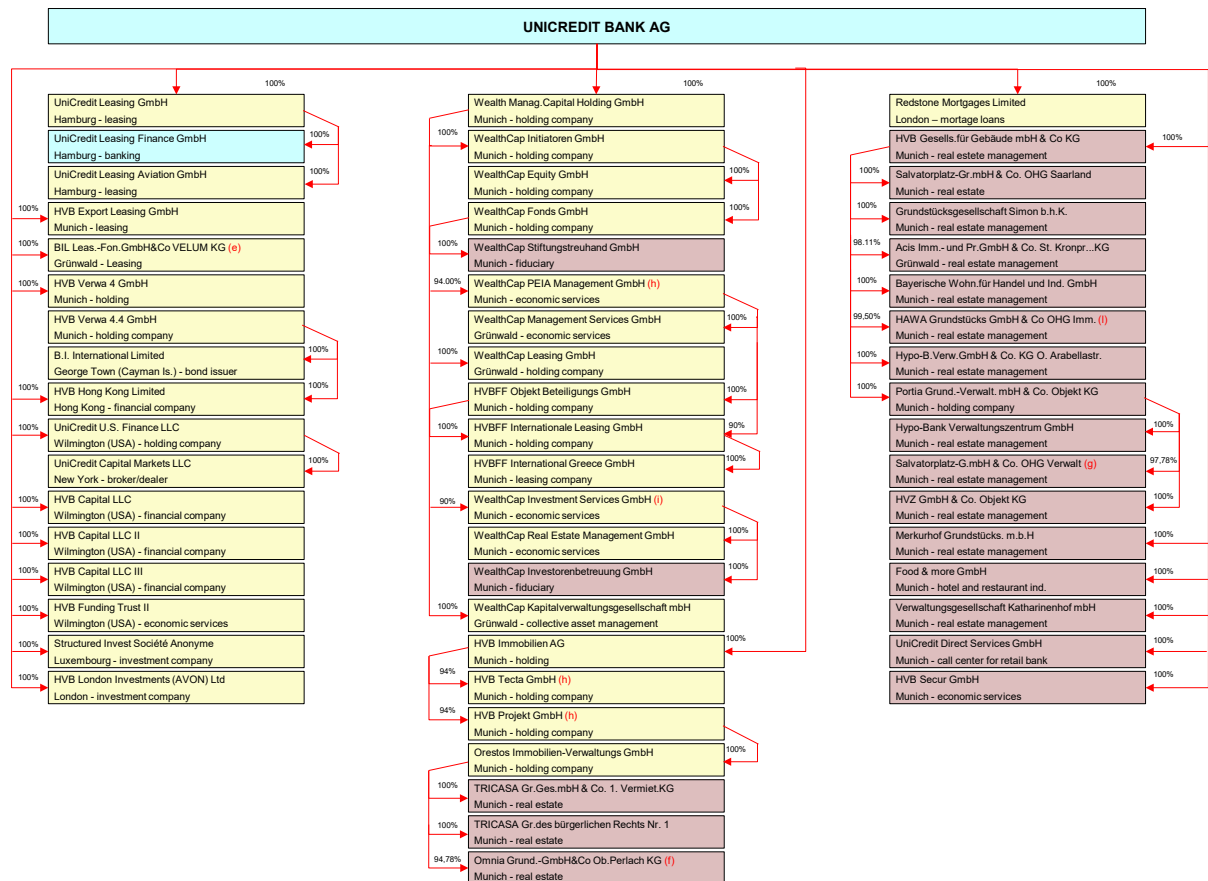 UNICREDIT BANK AG
100%
100%
100%
UniCredit Leasing GmbH
Hamburg - leasing
100%
UniCredit Leasing Finance GmbH
Hamburg - banking
100%
UniCredit Leasing Aviation GmbH
Hamburg - leasing
100%
HVB Export Leasing GmbH
Munich - leasing
100%
BIL Leas.-Fon.GmbH&Co VELUM KG (e)
Grünwald - Leasing
100%
HVB Verwa 4 GmbH
Munich - holding
HVB Verwa 4.4 GmbH
Munich - holding company
100%
B.I. International Limited
George Town (Cayman Is.) - bond issuer
100%
HVB Hong Kong Limited
Hong Kong - financial company
100%
100%
UniCredit U.S. Finance LLC
Wilmington (USA) - holding company
100%
UniCredit Capital Markets LLC
New York - broker/dealer
100%
HVB Capital LLC
Wilmington (USA) - financial company
100%
HVB Capital LLC II
Wilmington (USA) - financial company
100%
HVB Capital LLC III
Wilmington (USA) - financial company
100%
HVB Funding Trust II
Wilmington (USA) - economic services
100%
Structured Invest Société Anonyme
Luxembourg - investment company
100%
HVB London Investments (AVON) Ltd
London - investment company
Wealth Manag.Capital Holding GmbH
Munich - holding company
100%
WealthCap Initiatoren GmbH
Munich - holding company
WealthCap Equity GmbH
Munich - holding company
100%
WealthCap Fonds GmbH
Munich - holding company
100%
100%
WealthCap Stiftungstreuhand GmbH
Munich - fiduciary
94.00%
WealthCap PEIA Management GmbH (h)
Munich - economic services
WealthCap Management Services GmbH
Grünwald - economic services
100%
100%
WealthCap Leasing GmbH
Grünwald - holding company
HVBFF Objekt Beteiligungs GmbH
Munich - holding company
100%
100%
HVBFF Internationale Leasing GmbH
Munich - holding company
90%
HVBFF International Greece GmbH
Munich - leasing company
100%
90%
WealthCap Investment Services GmbH (i)
Munich - economic services
WealthCap Real Estate Management GmbH
Munich - economic services
100%
WealthCap Investorenbetreuung GmbH
Munich - fiduciary
100%
100%
WealthCap Kapitalverwaltungsgesellschaft mbH
Grünwald - collective asset management
HVB Immobilien AG
Munich - holding
100%
94%
HVB Tecta GmbH (h)
Munich - holding company
94%
HVB Projekt GmbH (h)
Munich - holding company
Orestos Immobilien-Verwaltungs GmbH
Munich - holding company
100%
100%
TRICASA Gr.Ges.mbH & Co. 1. Vermiet.KG
Munich - real estate
100%
TRICASA Gr.des bürgerlichen Rechts Nr. 1
Munich - real estate
94,78%
Omnia Grund.-GmbH&Co Ob.Perlach KG (f)
Munich - real estate
Redstone Mortgages Limited
London – mortage loans
HVB Gesells.für Gebäude mbH & Co KG
Munich - real estete management
100%
100%
Salvatorplatz-Gr.mbH & Co. OHG Saarland
Munich - real estate
100%
Grundstücksgesellschaft Simon b.h.K.
Munich - real estate management
98.11%
Acis Imm.- und Pr.GmbH & Co. St. Kronpr...KG
Grünwald - real estate management
100%
Bayerische Wohn.für Handel und Ind. GmbH
Munich - real estate management
99,50%
HAWA Grundstücks GmbH & Co OHG Imm. (l)
Munich - real estate management
100%
Hypo-B.Verw.GmbH & Co. KG O. Arabellastr.
Munich - real estate management
100%
Portia Grund.-Verwalt. mbH & Co. Objekt KG
Munich - holding company
Hypo-Bank Verwaltungszentrum GmbH
Munich - real estate management
100%
Salvatorplatz-G.mbH & Co. OHG Verwalt (g)
Munich - real estate management
97,78%
HVZ GmbH & Co. Objekt KG
Munich - real estate management
100%
Merkurhof Grundstücks. m.b.H
Munich - real estate management
100%
Food & more GmbH
Munich - hotel and restaurant ind.
100%
Verwaltungsgesellschaft Katharinenhof mbH
Munich - real estate management
100%
UniCredit Direct Services GmbH
Munich - call center for retail bank
100%
HVB Secur GmbH
Munich - economic services
100%